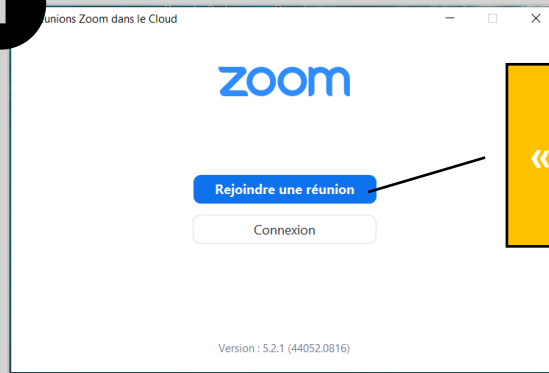 unions Zoom dans le Cloud
zoom
Rejoindre une réunion
«
Connexion
Version : 5.2.1 (44052.0816)